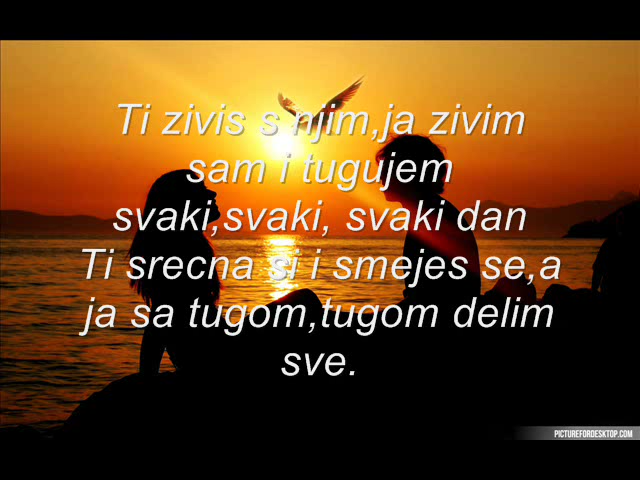 Ti zivis s njim,ja zivim
sam i tugujem
svaki,svaki, svaki dan
Ti srecna si i smejes se,a
ja sa tugom,tugom delim
sve.
PICTUREFORDESKTOP.COM